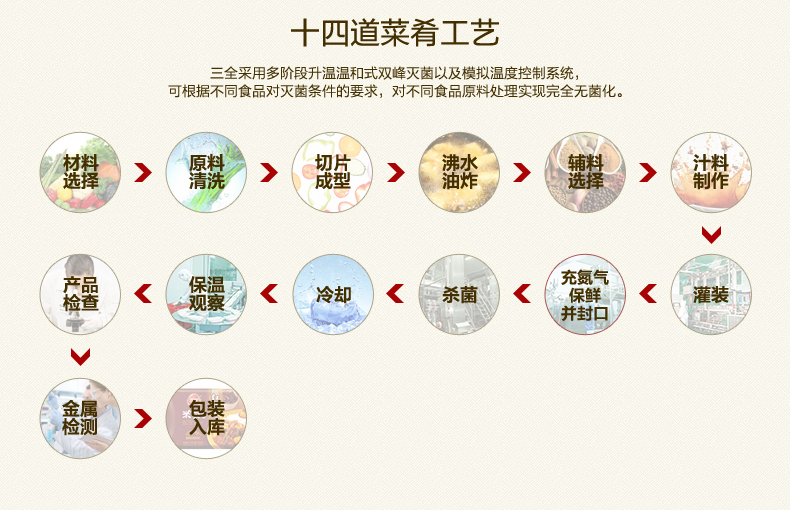 十四道菜肴工艺
三全采用多阶段升温温和式双峰灭菌以及模拟温度控制系统，
可根据不同食品对灭菌条件的要求，对不同食品原料处理实现完全无菌化。
材料
选择
原料
清洗
切片
成型
沸水
油炸
辅料
选择
汁料
制作
灌装
充氮气
保鲜
并封口
杀菌
冷却
保温
观察
产品
检查
金属
检测
包装
入库